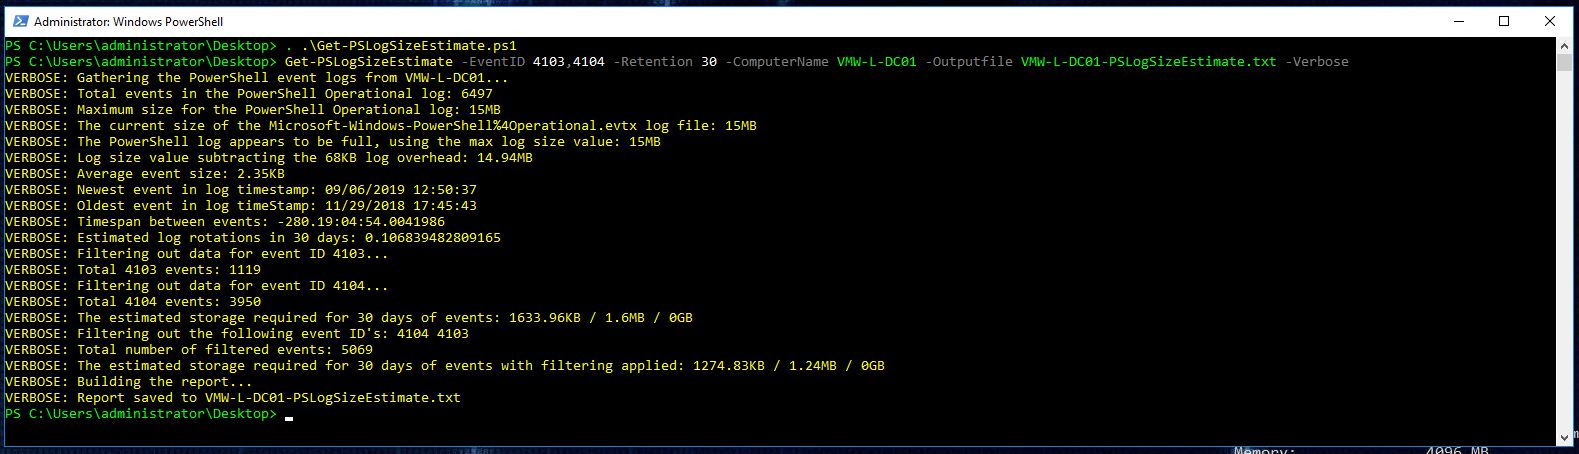 Administrator: Windows PowerShell
PS C:\Users\administrator\Desktop> . .\Get-PSLogSizeEstimate.ps1
PS C:\Users\administrator\Desktop> Get-PSLogSizeEstimate -EventID 4103,4104 -Retention 30 -ComputerName VMW-L-DC01 -Outputfile VMW-L-DC01-PSLogSizeEstimate.txt -Verbose
VERBOSE: Gathering the PowerShell event logs from VMW-L-DC01...
VERBOSE: Total events in the PowerShell Operational log: 6497
VERBOSE: Maximum size for the PowerShell Operational log: 15MB
VERBOSE: The current size of the Microsoft-Windows-PowerShell%4Operational.evtx log file: 15MB
VERBOSE: The PowerShell log appears to be full, using the max log size value: 15MB
VERBOSE: Log size value subtracting the 68KB log overhead: 14.94MB
VERBOSE: Average event size: 2.35KB
VERBOSE: Newest event in log timestamp: 09/06/2019 12:50:37
VERBOSE: Oldest event in log timeStamp: 11/29/2018 17:45:43
VERBOSE: Timespan between events: -280.19:04:54.0041986
VERBOSE: Estimated log rotations in 30 days: 0.106839482809165
VERBOSE: Filtering out data for event ID 4103...
VERBOSE: Total 4103 events: 1119
VERBOSE: Filtering out data for event ID 4104...
VERBOSE: Total 4104 events: 3950
VERBOSE: The estimated storage required for 30 days of events: 1633.96KB / 1.6MB / 0GB
VERBOSE: Filtering out the following event ID's: 4104 4103
VERBOSE: Total number of filtered events: 5069
VERBOSE: The estimated storage required for 30 days of events with filtering applied: 1274.83KB / 1.24MB / 0GB
VERBOSE: Building the report...
VERBOSE: Report saved to VMW-L-DC01-PSLogSizeEstimate.txt
PS C:\Users\administrator\Desktop>
Memory: 4096 MB